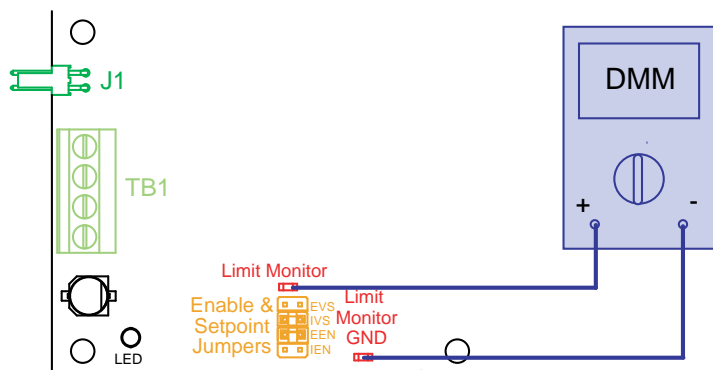 J1
DMM
TB1
+ -
Limit Monitor
Enable &
Setpoint
Jumpers
EVS
IVS
EEN
IEN
Limit
Monitor
GND
LED